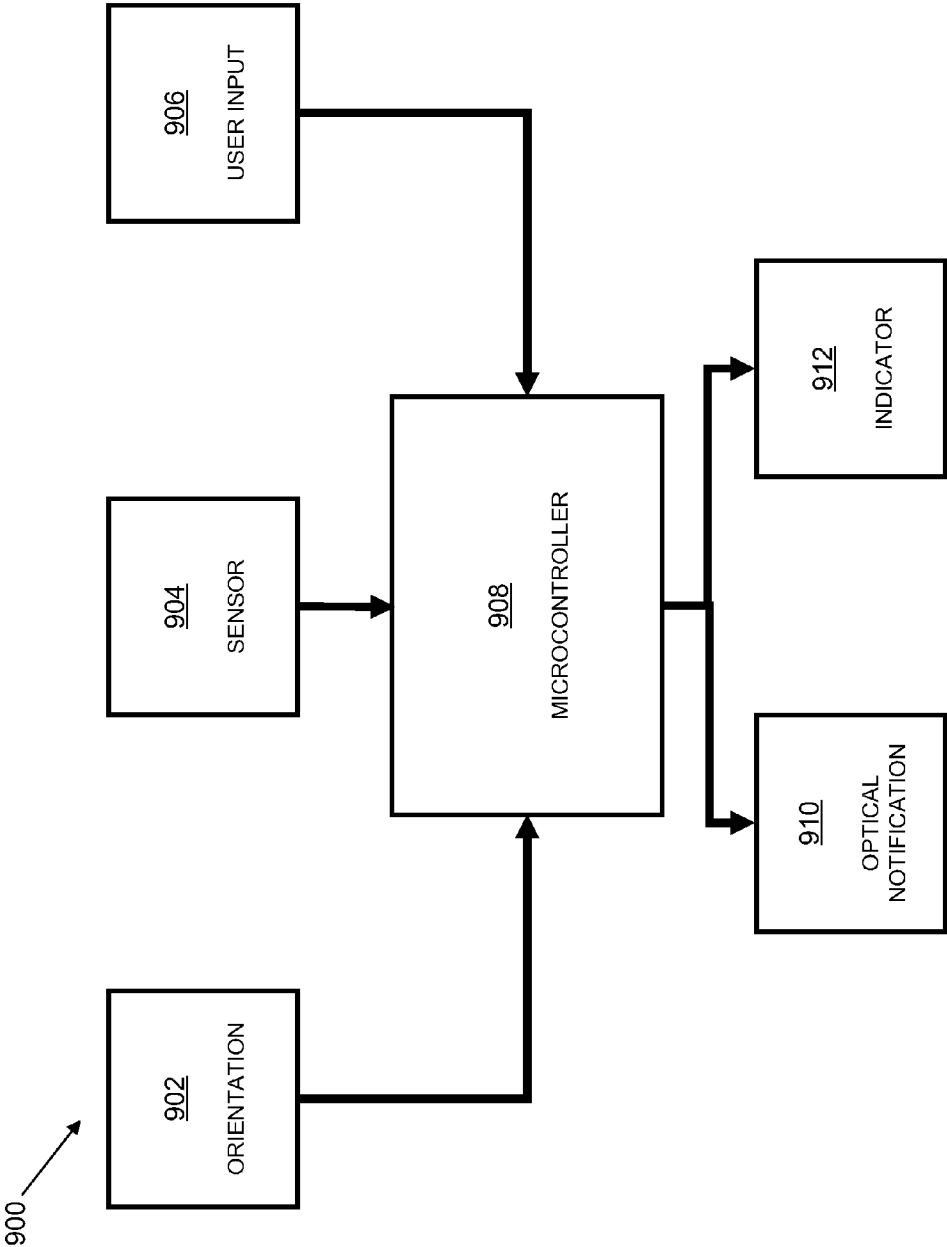 900
902
ORIENTATION
904
SENSOR
906
USER INPUT
908
MICROCONTROLLER
910
OPTICAL
NOTIFICATION
912
INDICATOR